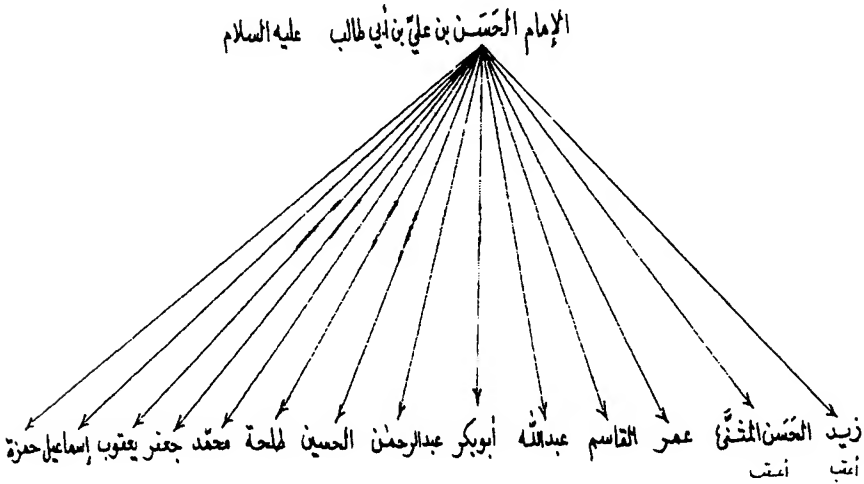 الإمام الحَسَن بن عليّ بن أبي طالب عليه السلام
زيد الحَسَن المثنَّى عمر القاسم عبدالله أبوبكر عبدالرحمٰن الحسين طلحة محمّد جعفر يعقوب إسماعيل حمزة
أعقب أعقب